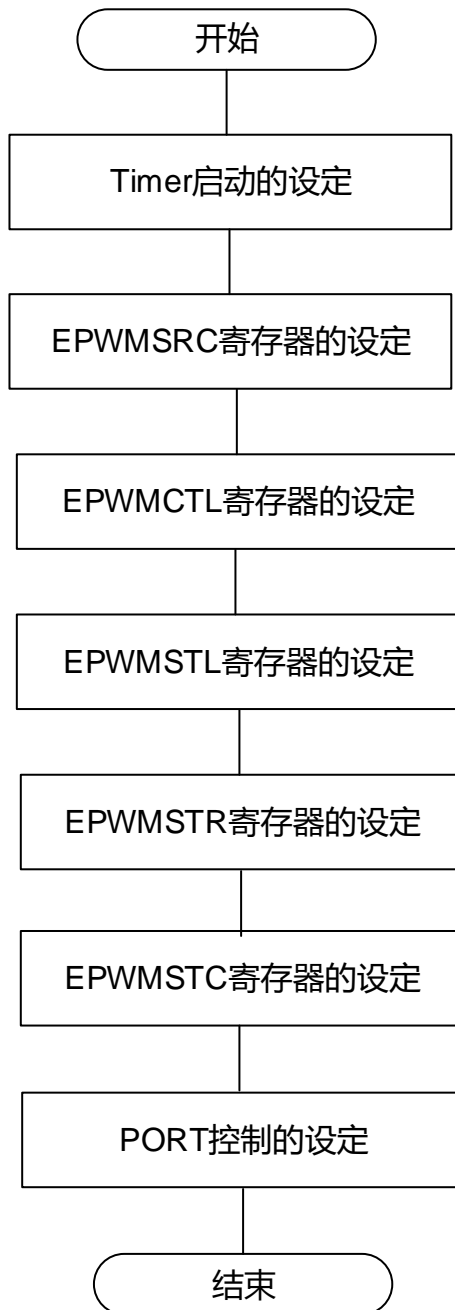 开始
Timer启动的设定
EPWMSRC寄存器的设定
EPWMCTL寄存器的设定
EPWMSTL寄存器的设定
EPWMSTR寄存器的设定
EPWMSTC寄存器的设定
PORT控制的设定
结束